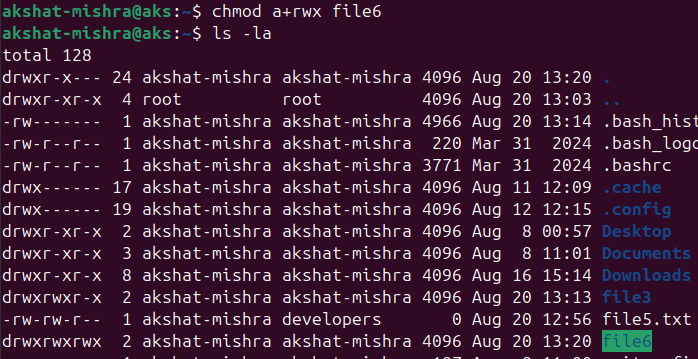 akshat-mishra@aks:~$ chmod a+rwx file6
akshat-mishra@aks:~$ ls -la
total 128
drwxr-x--- 24 akshat-mishra akshat-mishra 4096 Aug 20 13:20 .
drwxr-xr-x  4 root          root          4096 Aug 20 13:03 ..
-rw-------  1 akshat-mishra akshat-mishra 4966 Aug 20 13:14 .bash_hist
-rw-r--r--  1 akshat-mishra akshat-mishra  220 Mar 31  2024 .bash_logo
-rw-r--r--  1 akshat-mishra akshat-mishra 3771 Mar 31  2024 .bashrc
drwx------ 17 akshat-mishra akshat-mishra 4096 Aug 11 12:09 .cache
drwx------ 19 akshat-mishra akshat-mishra 4096 Aug 12 12:15 .config
drwxr-xr-x  2 akshat-mishra akshat-mishra 4096 Aug  8 00:57 Desktop
drwxr-xr-x  3 akshat-mishra akshat-mishra 4096 Aug  8 11:01 Documents
drwxr-xr-x  8 akshat-mishra akshat-mishra 4096 Aug 16 15:14 Downloads
drwxrwxr-x  2 akshat-mishra akshat-mishra 4096 Aug 20 13:13 file3
-rw-rw-r--  1 akshat-mishra developers       0 Aug 20 12:56 file5.txt
drwxrwxrwx  2 akshat-mishra akshat-mishra 4096 Aug 20 13:20 file6